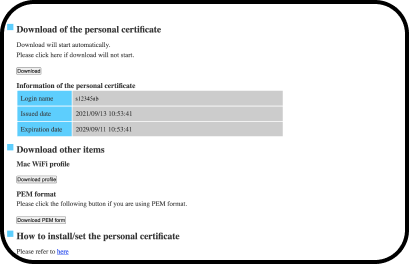 Download of the personal certificate
Download will start automatically.
Please click here if download will not start.
Download
Information of the personal certificate
Login name s12345ab
Issued date 2021/09/13 10:53:41
Expiration date 2029/09/11 10:53:41
Download other items
Mac WiFi profile
Download profile
PEM format
Please click the following button if you are using PEM format.
Download PEM form
How to install/set the personal certificate
Please refer to here